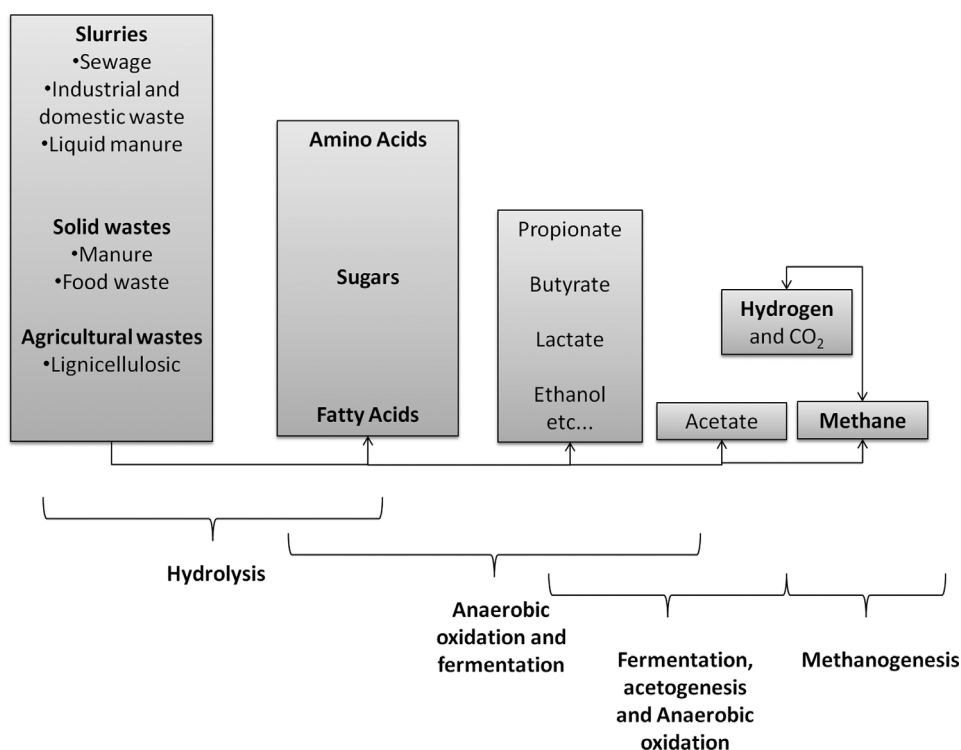 Slurries
•Sewage
•Industrial and
domestic waste
•Liquid manure
Solid wastes
•Manure
•Food waste
Agricultural wastes
•Lignicellulosic
Amino Acids
Sugars
Fatty Acids
Propionate
Butyrate
Lactate
Ethanol
etc...
Acetate
Hydrogen
and CO₂
Methane
Hydrolysis
Anaerobic
oxidation and
fermentation
Fermentation,
acetogenesis
and Anaerobic
oxidation
Methanogenesis